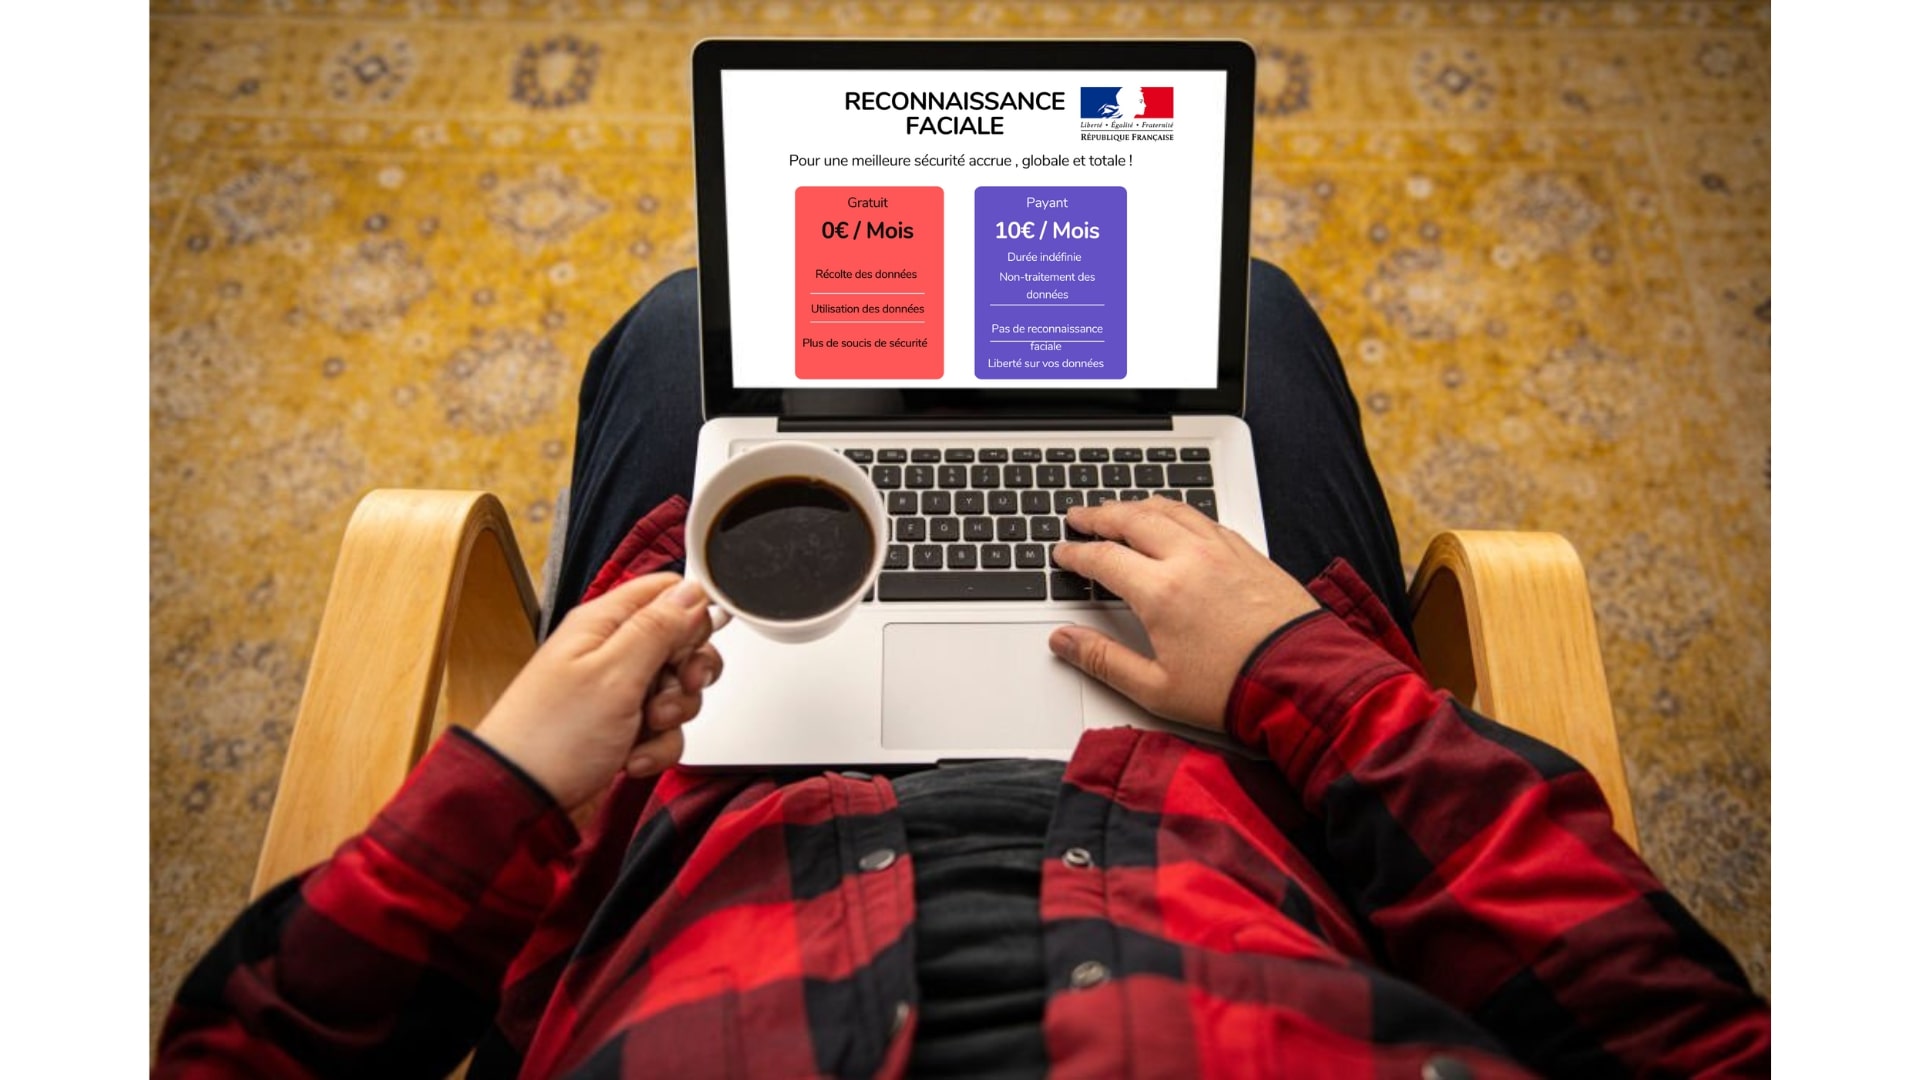 RECONNAISSANCE
FACIALE
Liberté • Égalité • Fraternité
RÉPUBLIQUE FRANÇAISE
Pour une meilleure sécurité accrue , globale et totale !
Gratuit
0€ / Mois
Récolte des données
Utilisation des données
Plus de soucis de sécurité
Payant
10€ / Mois
Durée indéfinie
Non-traitement des
données
Pas de reconnaissance
faciale
Liberté sur vos données
R T Y U I O
F G H J K
C V B N M